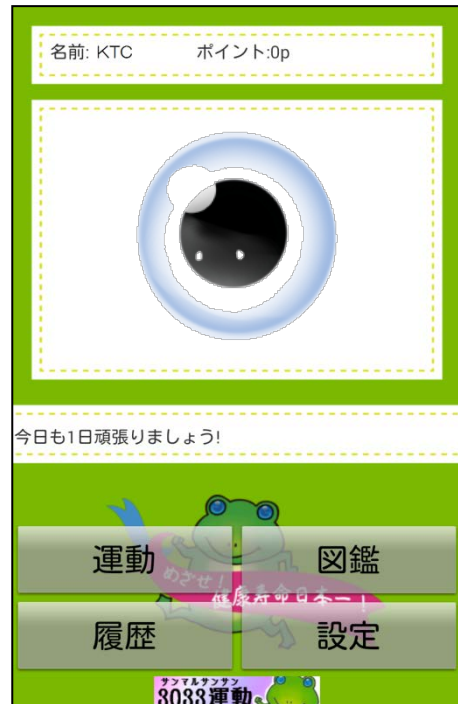 名前: KTC ポイント:0p
今日も1日頑張りましょう!
運動
図鑑
めざせ!
健康寿命日本一!
履歴
設定
サンマルサンサン
3033運動